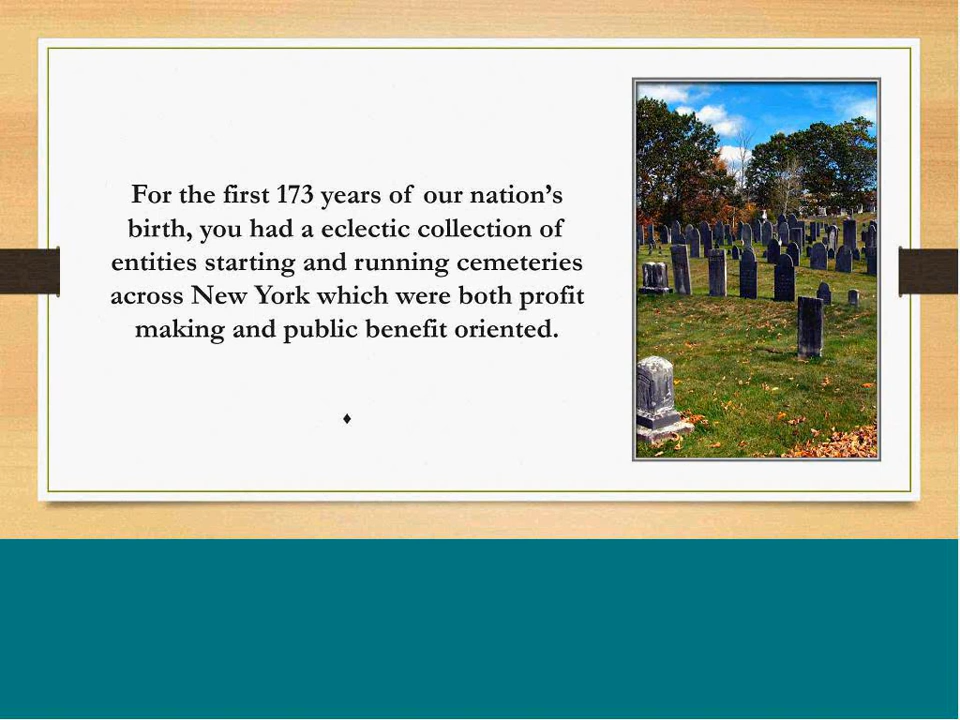 For the first 173 years of our nation’s
birth, you had a eclectic collection of
entities starting and running cemeteries
across New York which were both profit
making and public benefit oriented.